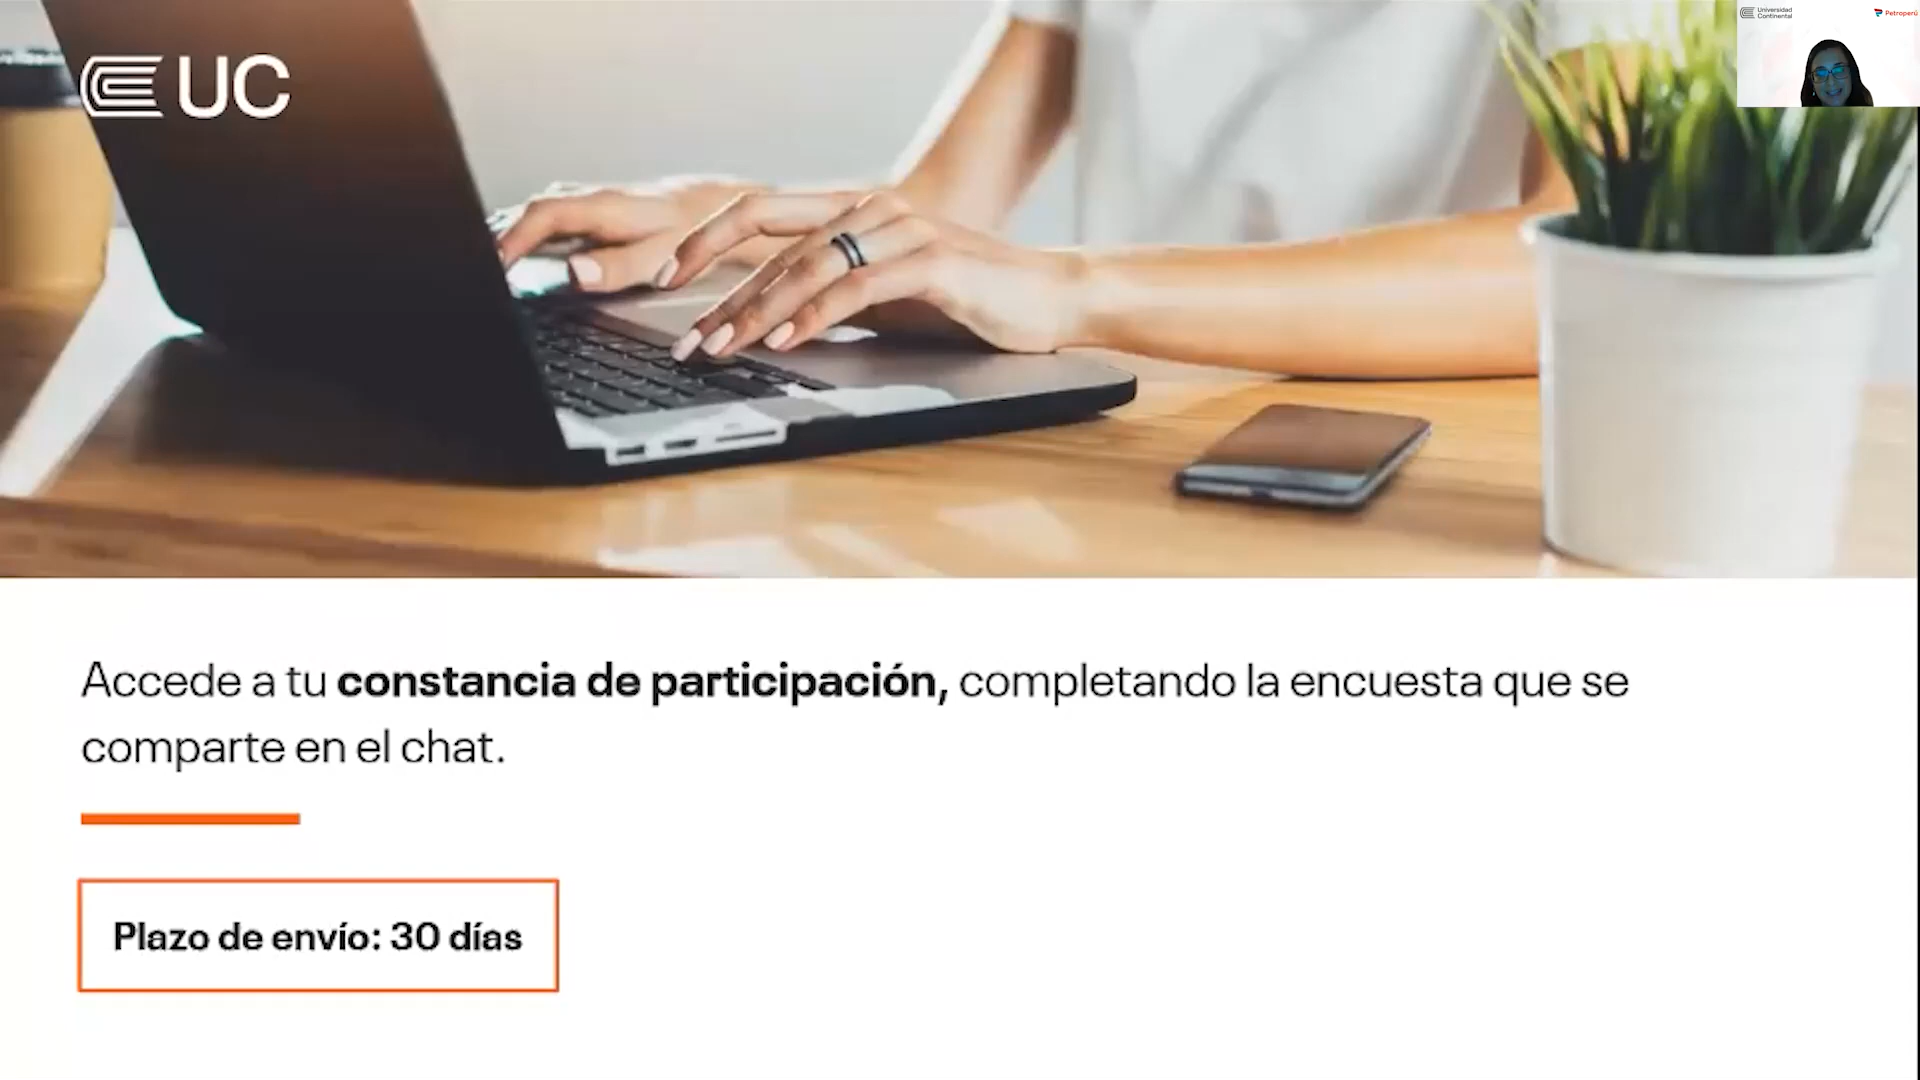 UC
Universidad
Continental
Petroperú
Accede a tu constancia de participación, completando la encuesta que se
comparte en el chat.
Plazo de envío: 30 días